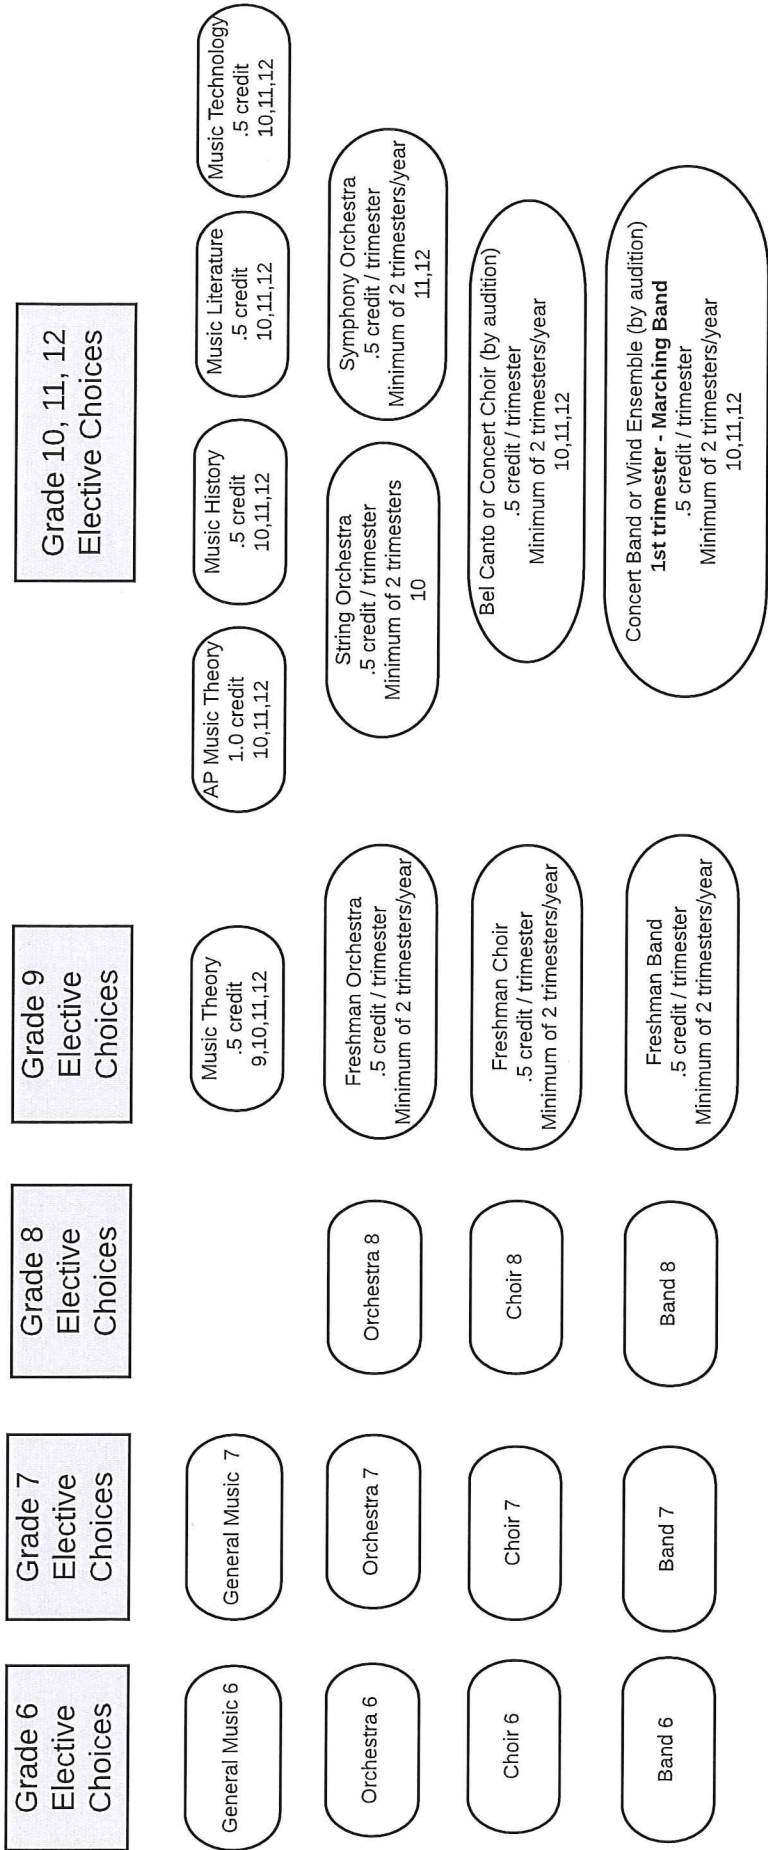 Grade 6
Elective
Choices
General Music 6
Orchestra 6
Choir 6
Band 6
Grade 7
Elective
Choices
General Music  7
Orchestra 7
Choir 7
Band 7
Grade 8
Elective
Choices
Orchestra 8
Choir 8
Band 8
Grade 9
Elective
Choices
Music Theory
.5 credit
9,10,11,12
Freshman Orchestra
.5 credit / trimester
Minimum of 2 trimesters/year
Freshman Choir
.5 credit / trimester
Minimum of 2 trimesters/year
Freshman Band
.5 credit / trimester
Minimum of 2 trimesters/year
Grade 10, 11, 12
Elective Choices
AP Music Theory
1.0 credit
10,11,12
Music History
.5 credit
10,11,12
Music Literature
.5 credit
10,11,12
Music Technology
.5 credit
10,11,12
String Orchestra
.5 credit / trimester
Minimum of 2 trimesters
10
Symphony Orchestra
.5 credit / trimester
Minimum of 2 trimesters/year
11,12
Bel Canto or Concert Choir (by audition)
.5 credit / trimester
Minimum of 2 trimesters/year
10,11,12
Concert Band or Wind Ensemble (by audition)
1st trimester - Marching Band
.5 credit / trimester
Minimum of 2 trimesters/year
10,11,12